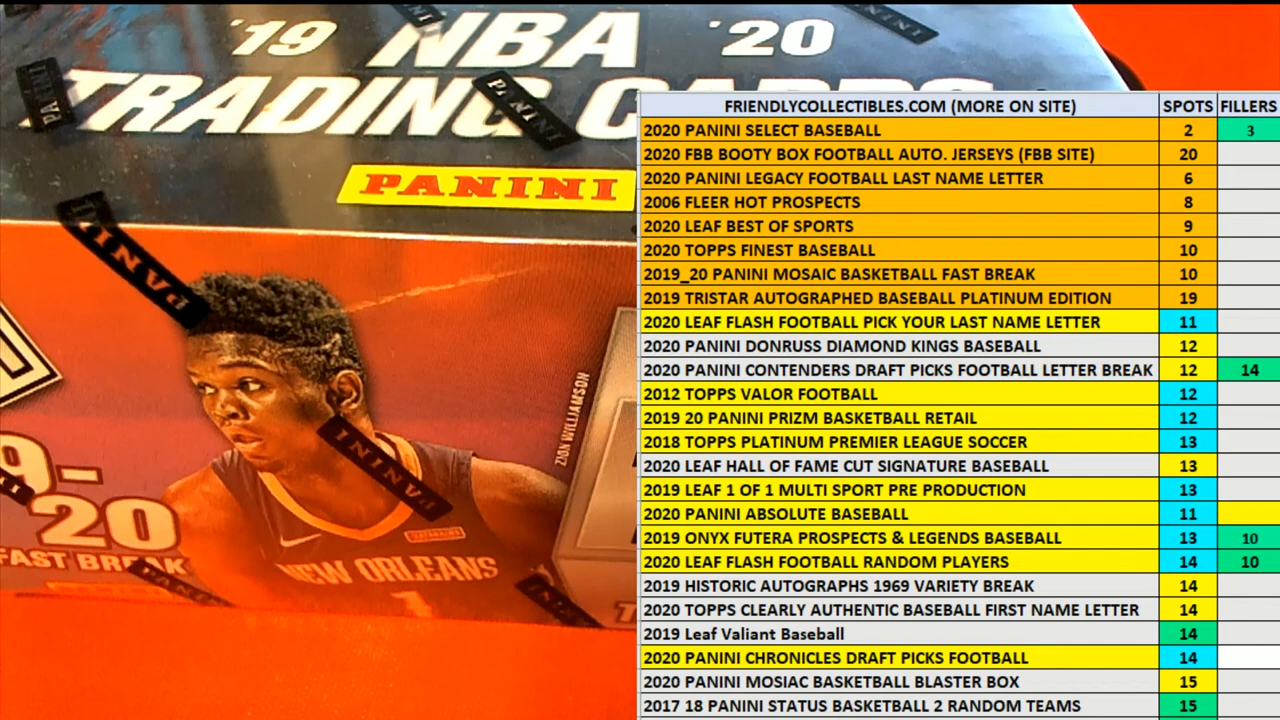 '19 NBA '20
TRADING C
PANINI
PANINI
PANINI
PANINI
PANINI
ZION WILLIAMSON
9-
20
FAST BREAK
PANINI
NEW ORLEANS
1
FRIENDLYCOLLECTIBLES.COM (MORE ON SITE) SPOTS FILLERS
2020 PANINI SELECT BASEBALL 2 3
2020 FBB BOOTY BOX FOOTBALL AUTO. JERSEYS (FBB SITE) 20
2020 PANINI LEGACY FOOTBALL LAST NAME LETTER 6
2006 FLEER HOT PROSPECTS 8
2020 LEAF BEST OF SPORTS 9
2020 TOPPS FINEST BASEBALL 10
2019_20 PANINI MOSAIC BASKETBALL FAST BREAK 10
2019 TRISTAR AUTOGRAPHED BASEBALL PLATINUM EDITION 19
2020 LEAF FLASH FOOTBALL PICK YOUR LAST NAME LETTER 11
2020 PANINI DONRUSS DIAMOND KINGS BASEBALL 12
2020 PANINI CONTENDERS DRAFT PICKS FOOTBALL LETTER BREAK 12 14
2012 TOPPS VALOR FOOTBALL 12
2019 20 PANINI PRIZM BASKETBALL RETAIL 12
2018 TOPPS PLATINUM PREMIER LEAGUE SOCCER 13
2020 LEAF HALL OF FAME CUT SIGNATURE BASEBALL 13
2019 LEAF 1 OF 1 MULTI SPORT PRE PRODUCTION 13
2020 PANINI ABSOLUTE BASEBALL 11
2019 ONYX FUTERA PROSPECTS & LEGENDS BASEBALL 13 10
2020 LEAF FLASH FOOTBALL RANDOM PLAYERS 14 10
2019 HISTORIC AUTOGRAPHS 1969 VARIETY BREAK 14
2020 TOPPS CLEARLY AUTHENTIC BASEBALL FIRST NAME LETTER 14
2019 Leaf Valiant Baseball 14
2020 PANINI CHRONICLES DRAFT PICKS FOOTBALL 14
2020 PANINI MOSIAC BASKETBALL BLASTER BOX 15
2017 18 PANINI STATUS BASKETBALL 2 RANDOM TEAMS 15